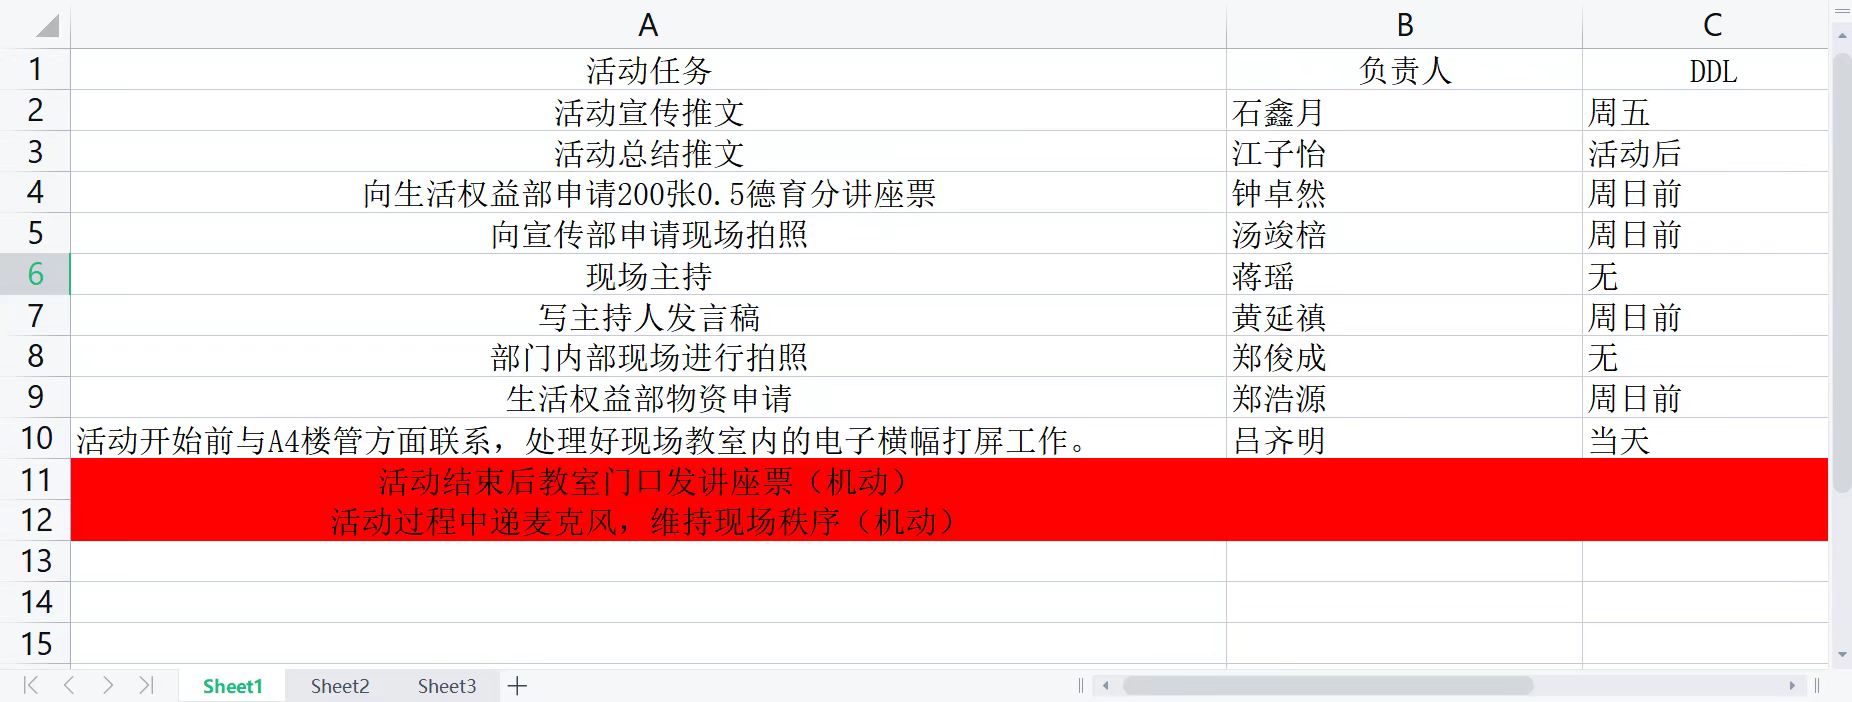 A B C
1 活动任务 负责人 DDL
2 活动宣传推文 石鑫月 周五
3 活动总结推文 江子怡 活动后
4 向生活权益部申请200张0.5德育分讲座票 钟卓然 周日前
5 向宣传部申请现场拍照 汤竣棓 周日前
6 现场主持 蒋瑶 无
7 写主持人发言稿 黄延禛 周日前
8 部门内部现场进行拍照 郑俊成 无
9 生活权益部物资申请 郑浩源 周日前
10 活动开始前与A4楼管方面联系，处理好现场教室内的电子横幅打屏工作。 吕齐明 当天
11 活动结束后教室门口发讲座票（机动）
12 活动过程中递麦克风，维持现场秩序（机动）
13
14
15
Sheet1 Sheet2 Sheet3